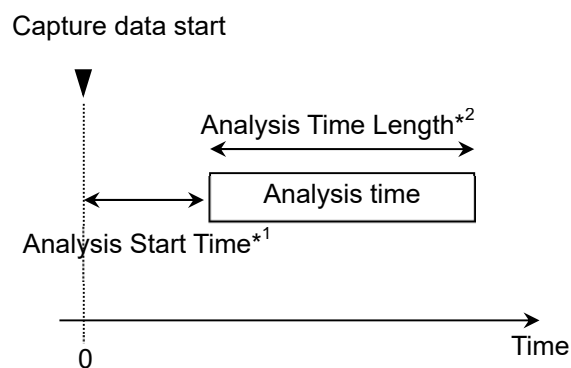 Capture data start
Analysis Time Length*2
Analysis time
Analysis Start Time*1
Time
0